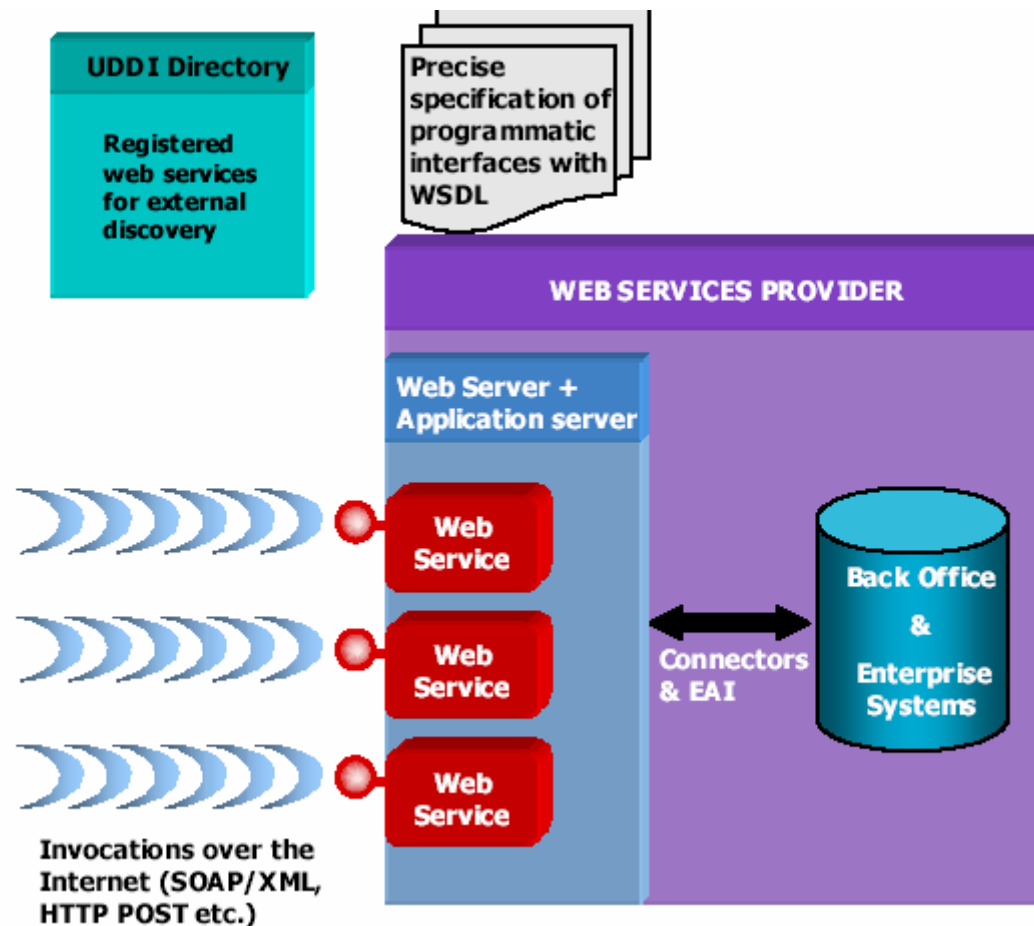 UDDI Directory
Registered
web services
for external
discovery
Precise
specification of
programmatic
interfaces with
WSDL
WEB SERVICES PROVIDER
Web Server +
Application server
Web
Service
Web
Service
Web
Service
Connectors
& EAI
Back Office
&
Enterprise
Systems
Invocations over the
Internet (SOAP/XML,
HTTP POST etc.)